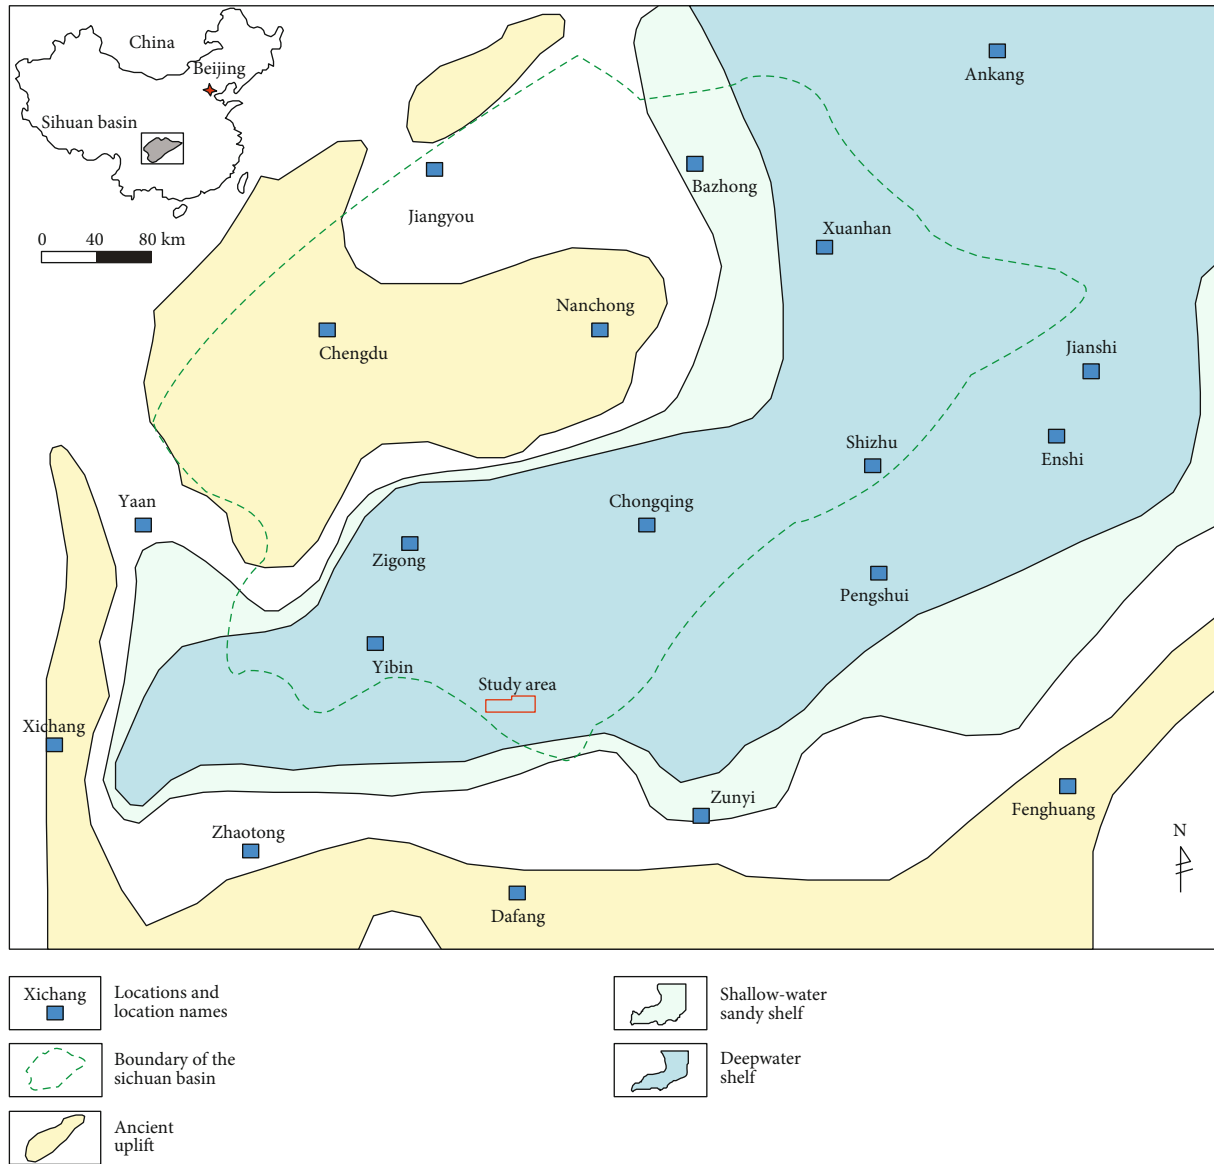 China
Beijing
Sihuan basin
0 40 80 km
Ankang
Bazhong
Jiangyou
Xuanhan
Nanchong
Chengdu
Jianshi
Shizhu
Enshi
Yaan
Chongqing
Zigong
Pengshui
Yibin
Study area
Xichang
Zunyi
Fenghuang
Zhaotong
N
Dafang
Xichang
Locations and
location names
Boundary of the
sichuan basin
Ancient
uplift
Shallow-water
sandy shelf
Deepwater
shelf